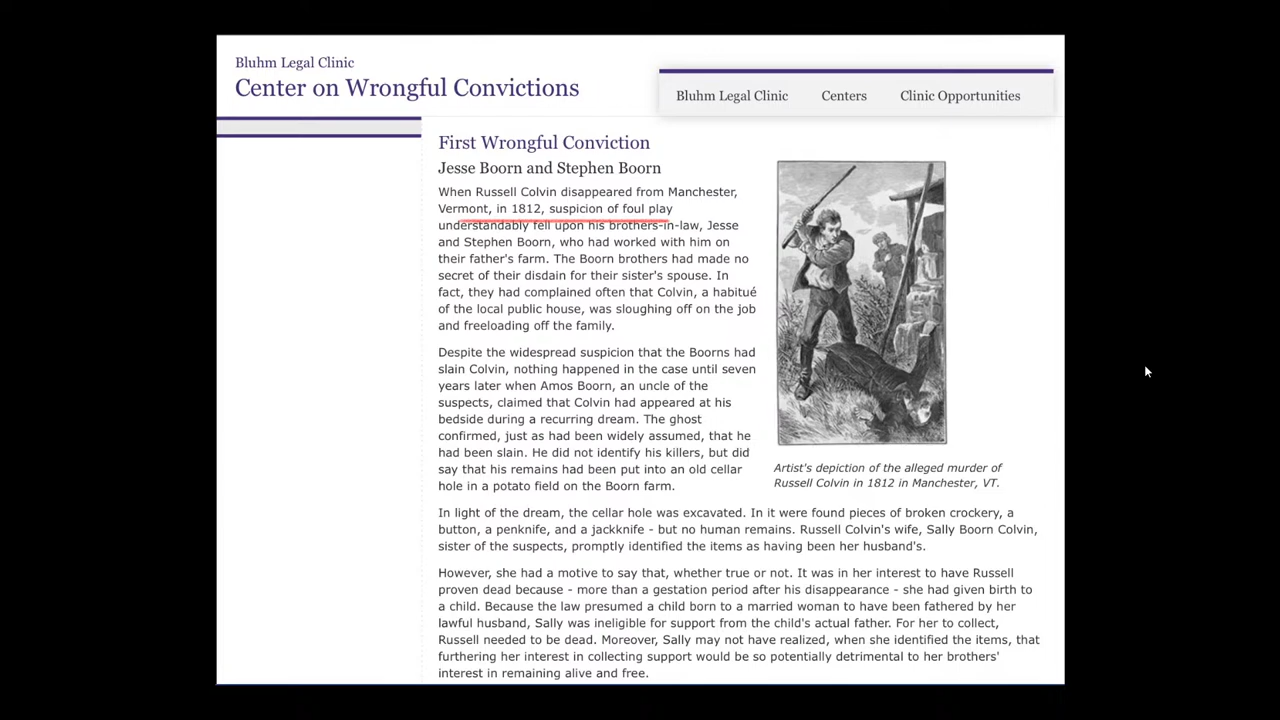 Bluhm Legal Clinic
Center on Wrongful Convictions
Bluhm Legal Clinic Centers Clinic Opportunities
First Wrongful Conviction
Jesse Boorn and Stephen Boorn
When Russell Colvin disappeared from Manchester,
Vermont, in 1812, suspicion of foul play
understandably fell upon his brothers-in-law, Jesse
and Stephen Boorn, who had worked with him on
their father's farm. The Boorn brothers had made no
secret of their disdain for their sister's spouse. In
fact, they had complained often that Colvin, a habitué
of the local public house, was sloughing off on the job
and freeloading off the family.
Despite the widespread suspicion that the Boorns had
slain Colvin, nothing happened in the case until seven
years later when Amos Boorn, an uncle of the
suspects, claimed that Colvin had appeared at his
bedside during a recurring dream. The ghost
confirmed, just as had been widely assumed, that he
had been slain. He did not identify his killers, but did
say that his remains had been put into an old cellar
hole in a potato field on the Boorn farm.
Artist's depiction of the alleged murder of
Russell Colvin in 1812 in Manchester, VT.
In light of the dream, the cellar hole was excavated. In it were found pieces of broken crockery, a
button, a penknife, and a jackknife - but no human remains. Russell Colvin's wife, Sally Boorn Colvin,
sister of the suspects, promptly identified the items as having been her husband's.
However, she had a motive to say that, whether true or not. It was in her interest to have Russell
proven dead because - more than a gestation period after his disappearance - she had given birth to
a child. Because the law presumed a child born to a married woman to have been fathered by her
lawful husband, Sally was ineligible for support from the child's actual father. For her to collect,
Russell needed to be dead. Moreover, Sally may not have realized, when she identified the items, that
furthering her interest in collecting support would be so potentially detrimental to her brothers'
interest in remaining alive and free.